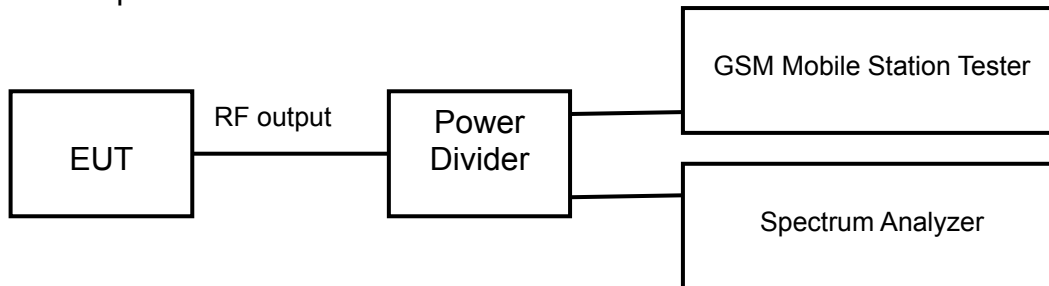 EUT
RF output
Power
Divider
GSM Mobile Station Tester
Spectrum Analyzer